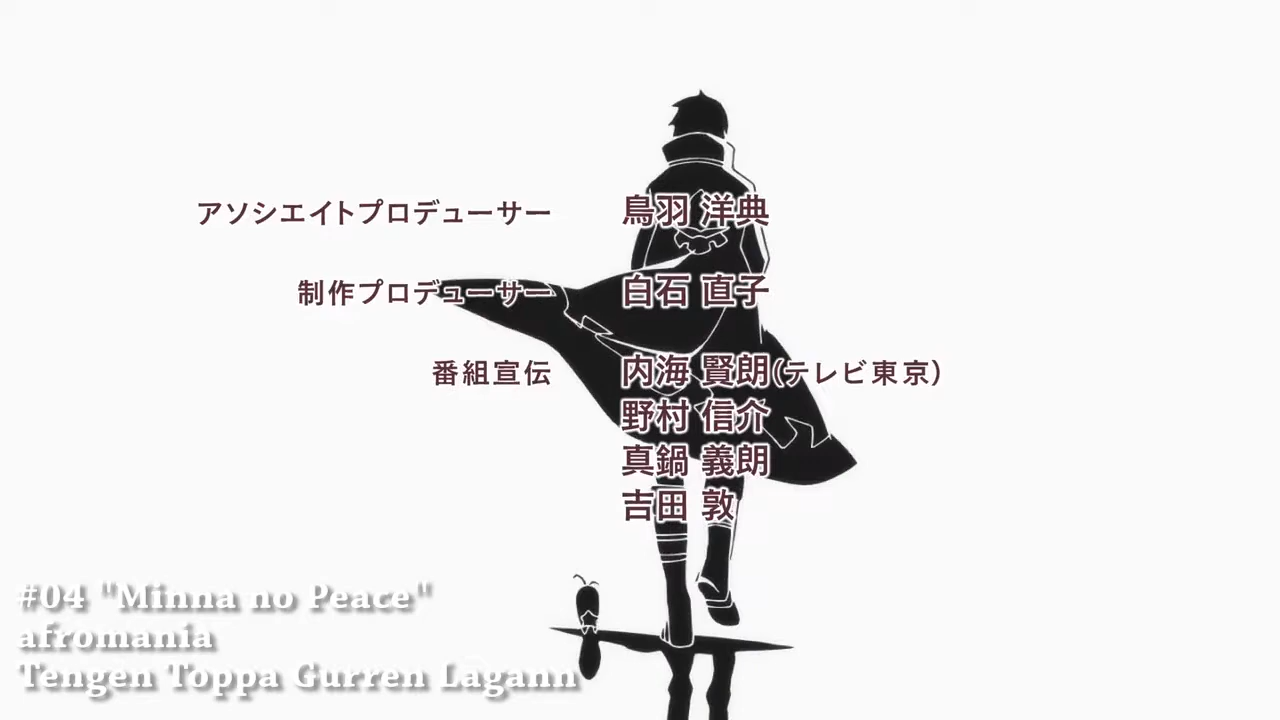 アソシエイトプロデューサー 鳥羽 洋典
制作プロデューサー 白石 直子
番組宣伝 内海 賢朗(テレビ東京)
野村 信介
真鍋 義朗
吉田 敦
#04 "Minna no Peace"
afromania
Tengen Toppa Gurren Lagann